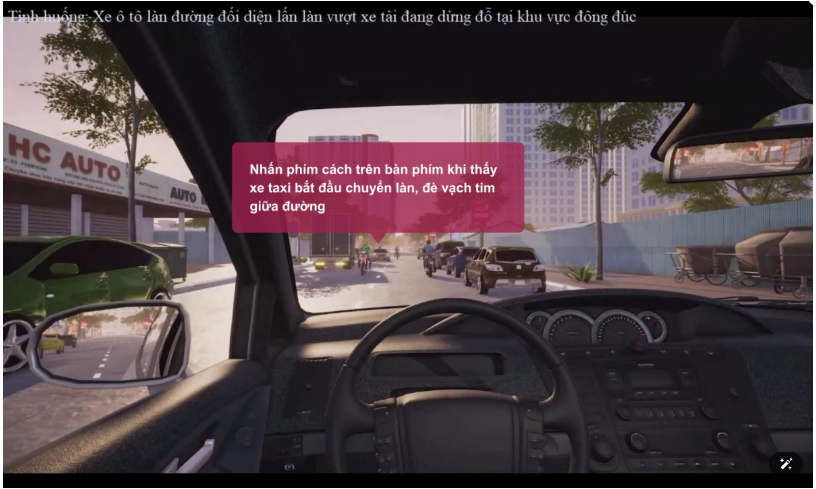 Tình huống: Xe ô tô làn đường đối diện lấn làn vượt xe tải đang dừng đỗ tại khu vực đông đúc
HC AUTO
AUTO
Nhấn phím cách trên bàn phím khi thấy
xe taxi bắt đầu chuyển làn, đè vạch tim
giữa đường